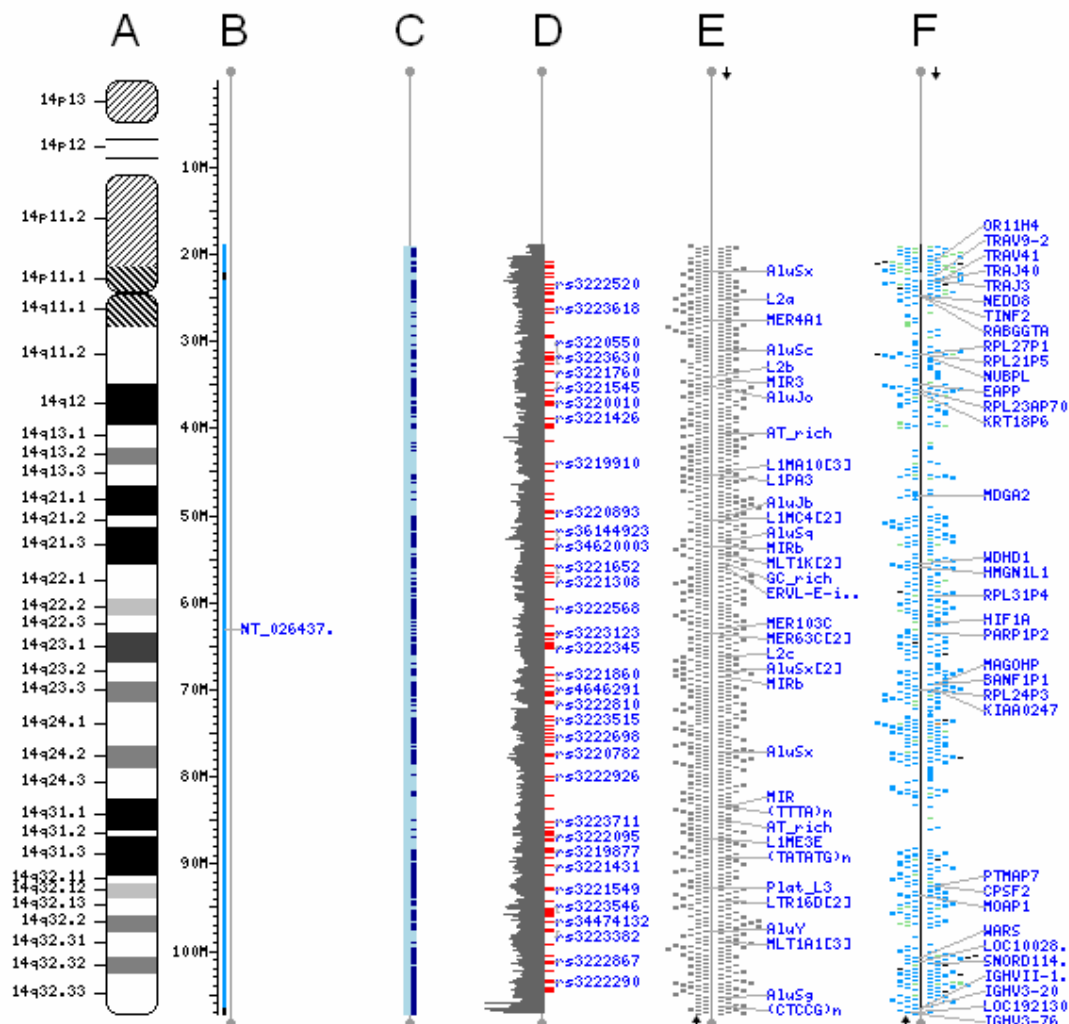 A B C D E F
14p13
14p12
14p11.2
14p11.1
14q11.1
14q11.2
14q12
14q13.1
14q13.2
14q13.3
14q21.1
14q21.2
14q21.3
14q22.1
14q22.2
14q22.3
14q23.1
14q23.2
14q23.3
14q24.1
14q24.2
14q24.3
14q31.1
14q31.2
14q31.3
14q32.11
14q32.12
14q32.13
14q32.2
14q32.31
14q32.32
14q32.33
10M
20M
30M
40M
50M
60M
70M
80M
90M
100M
NT_026437.
rs3222520
rs3223618
rs3220550
rs3223630
rs3221760
rs3221545
rs3220010
rs3221426
rs3219910
rs3220893
rs36144923
rs34620003
rs3221652
rs3221308
rs3222568
rs3223123
rs3222345
rs3221860
rs4646291
rs3222810
rs3223515
rs3222698
rs3220782
rs3222926
rs3223711
rs3222095
rs3219877
rs3221431
rs3221549
rs3223546
rs34474132
rs3223382
rs3222867
rs3222290
AluSx
L2a
MER4A1
AluSc
L2b
MIR3
AluJo
AT_rich
L1MA10[3]
L1PA3
AluJb
L1MC4[2]
AluSq
MIRb
MLT1K[2]
GC_rich
ERVL-E-i..
MER103C
MER63C[2]
L2c
AluSx[2]
MIRb
AluSx
MIR
(TTTA)n
AT_rich
L1ME3E
(TATATG)n
Plat_L3
LTR16D[2]
AluY
MLT1A1[3]
AluSg
(CTCCG)n
OR11H4
TRAV9-2
TRAV41
TRAJ40
TRAJ3
NEDD8
TINF2
RABGGTA
RPL27P1
RPL21P5
NUBPL
EAPP
RPL23AP70
KRT18P6
MDGA2
WDHD1
HMGN1L1
RPL31P4
HIF1A
PARP1P2
MAGOHP
BANF1P1
RPL24P3
KIAA0247
PTMAP7
CPSF2
MOAP1
WARS
LOC10028.
SNORD114.
IGHVII-1.
IGHV3-20
LOC192130
IGHV3-76